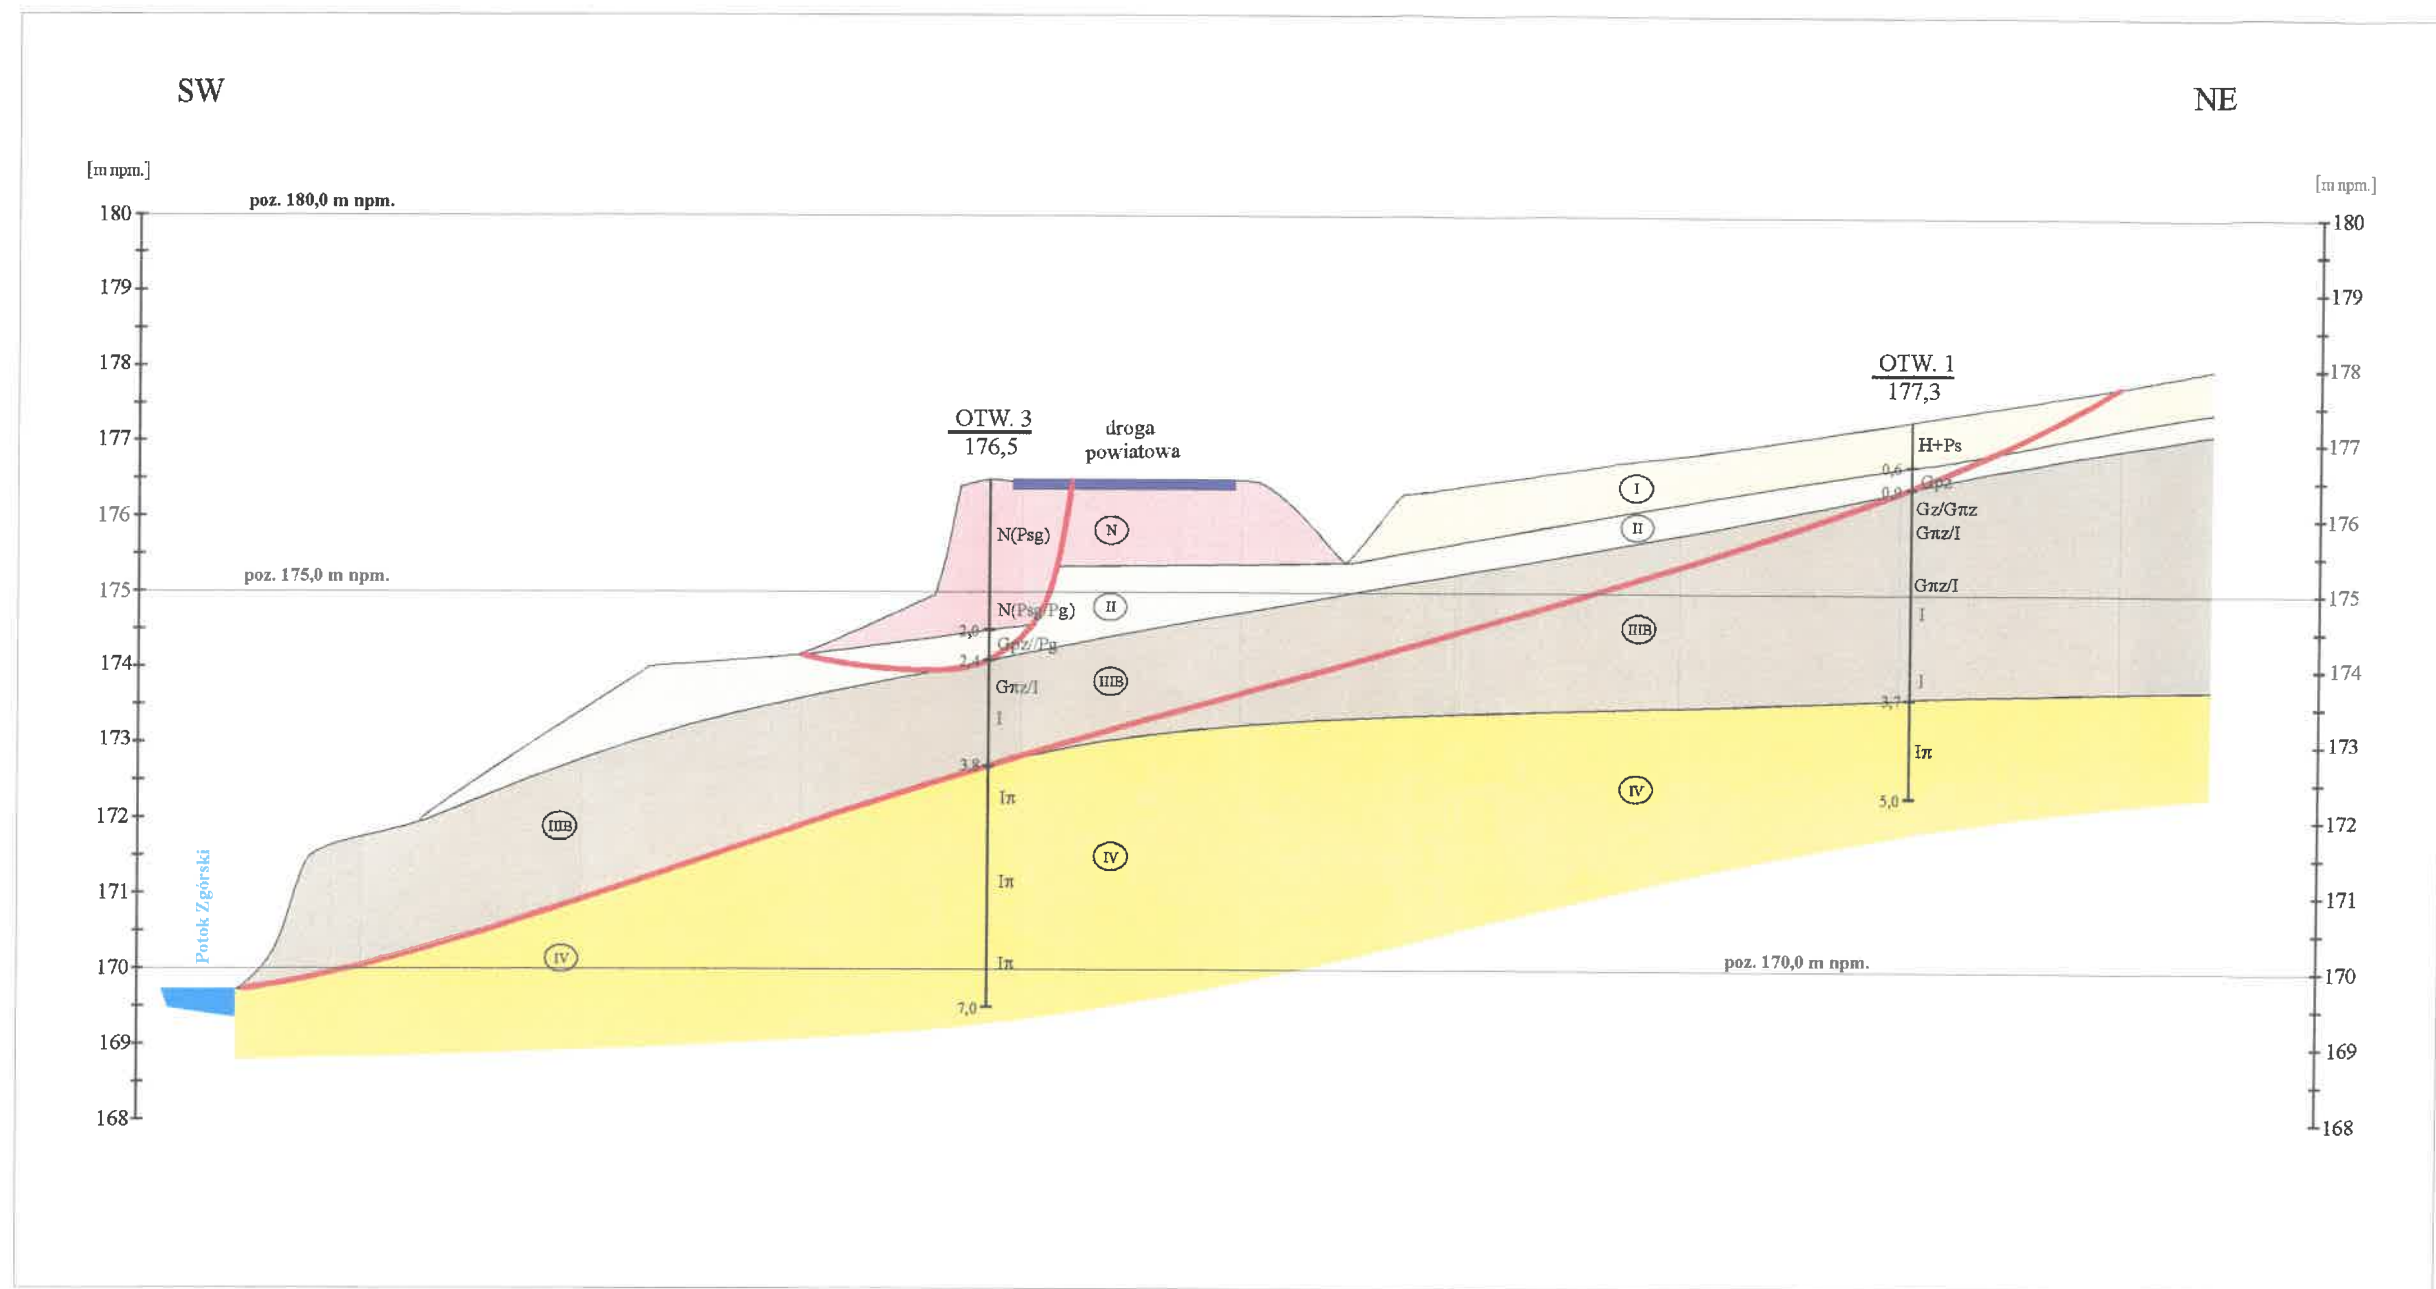 SW
NE
[m npm.]
[m npm.]
poz. 180,0 m npm.
180
179
178
177
176
175
174
173
172
171
170
169
168
180
179
178
177
176
175
174
173
172
171
170
169
168
OTW. 3
176,5
droga
powiatowa
OTW. 1
177,3
N(Psg)
N
N(Psg/Pg)
II
2,0
Gpz//Pg
2,4
Gπz/I
IIIB
I
3,8
Iπ
Iπ
IV
Iπ
7,0
poz. 175,0 m npm.
IIIB
IV
Potok Zgórski
H+Ps
0,6
Gpz
0,9
Gz/Gπz
Gπz/I
Gπz/I
I
I
3,7
Iπ
5,0
I
II
IIIB
IV
poz. 170,0 m npm.